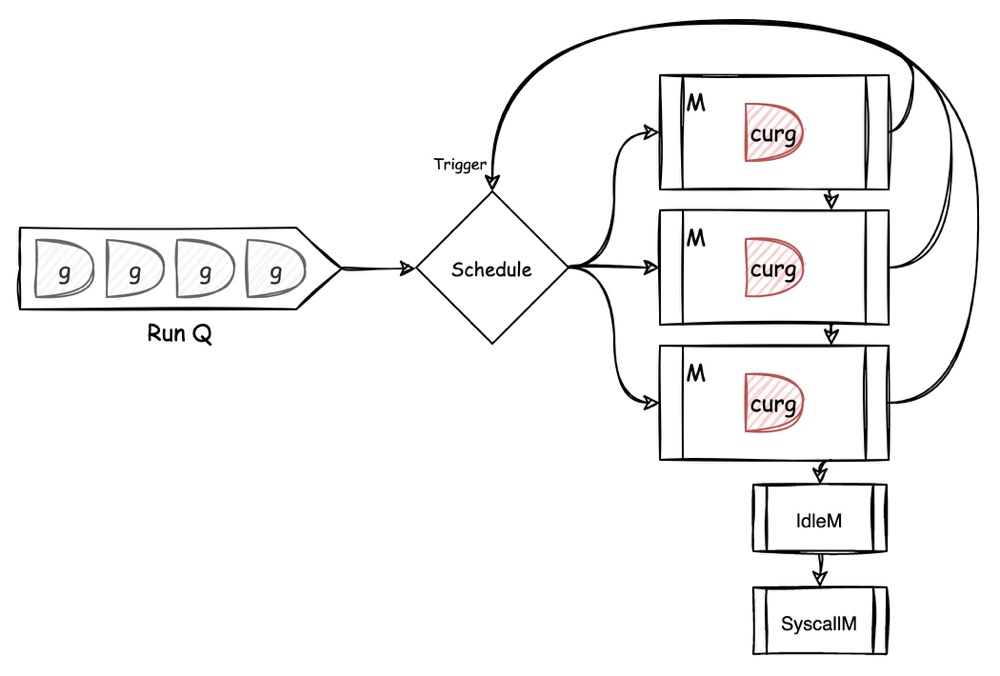 M
curg
Trigger
M
g
g
g
g
Schedule
curg
Run Q
M
curg
IdleM
SyscallM